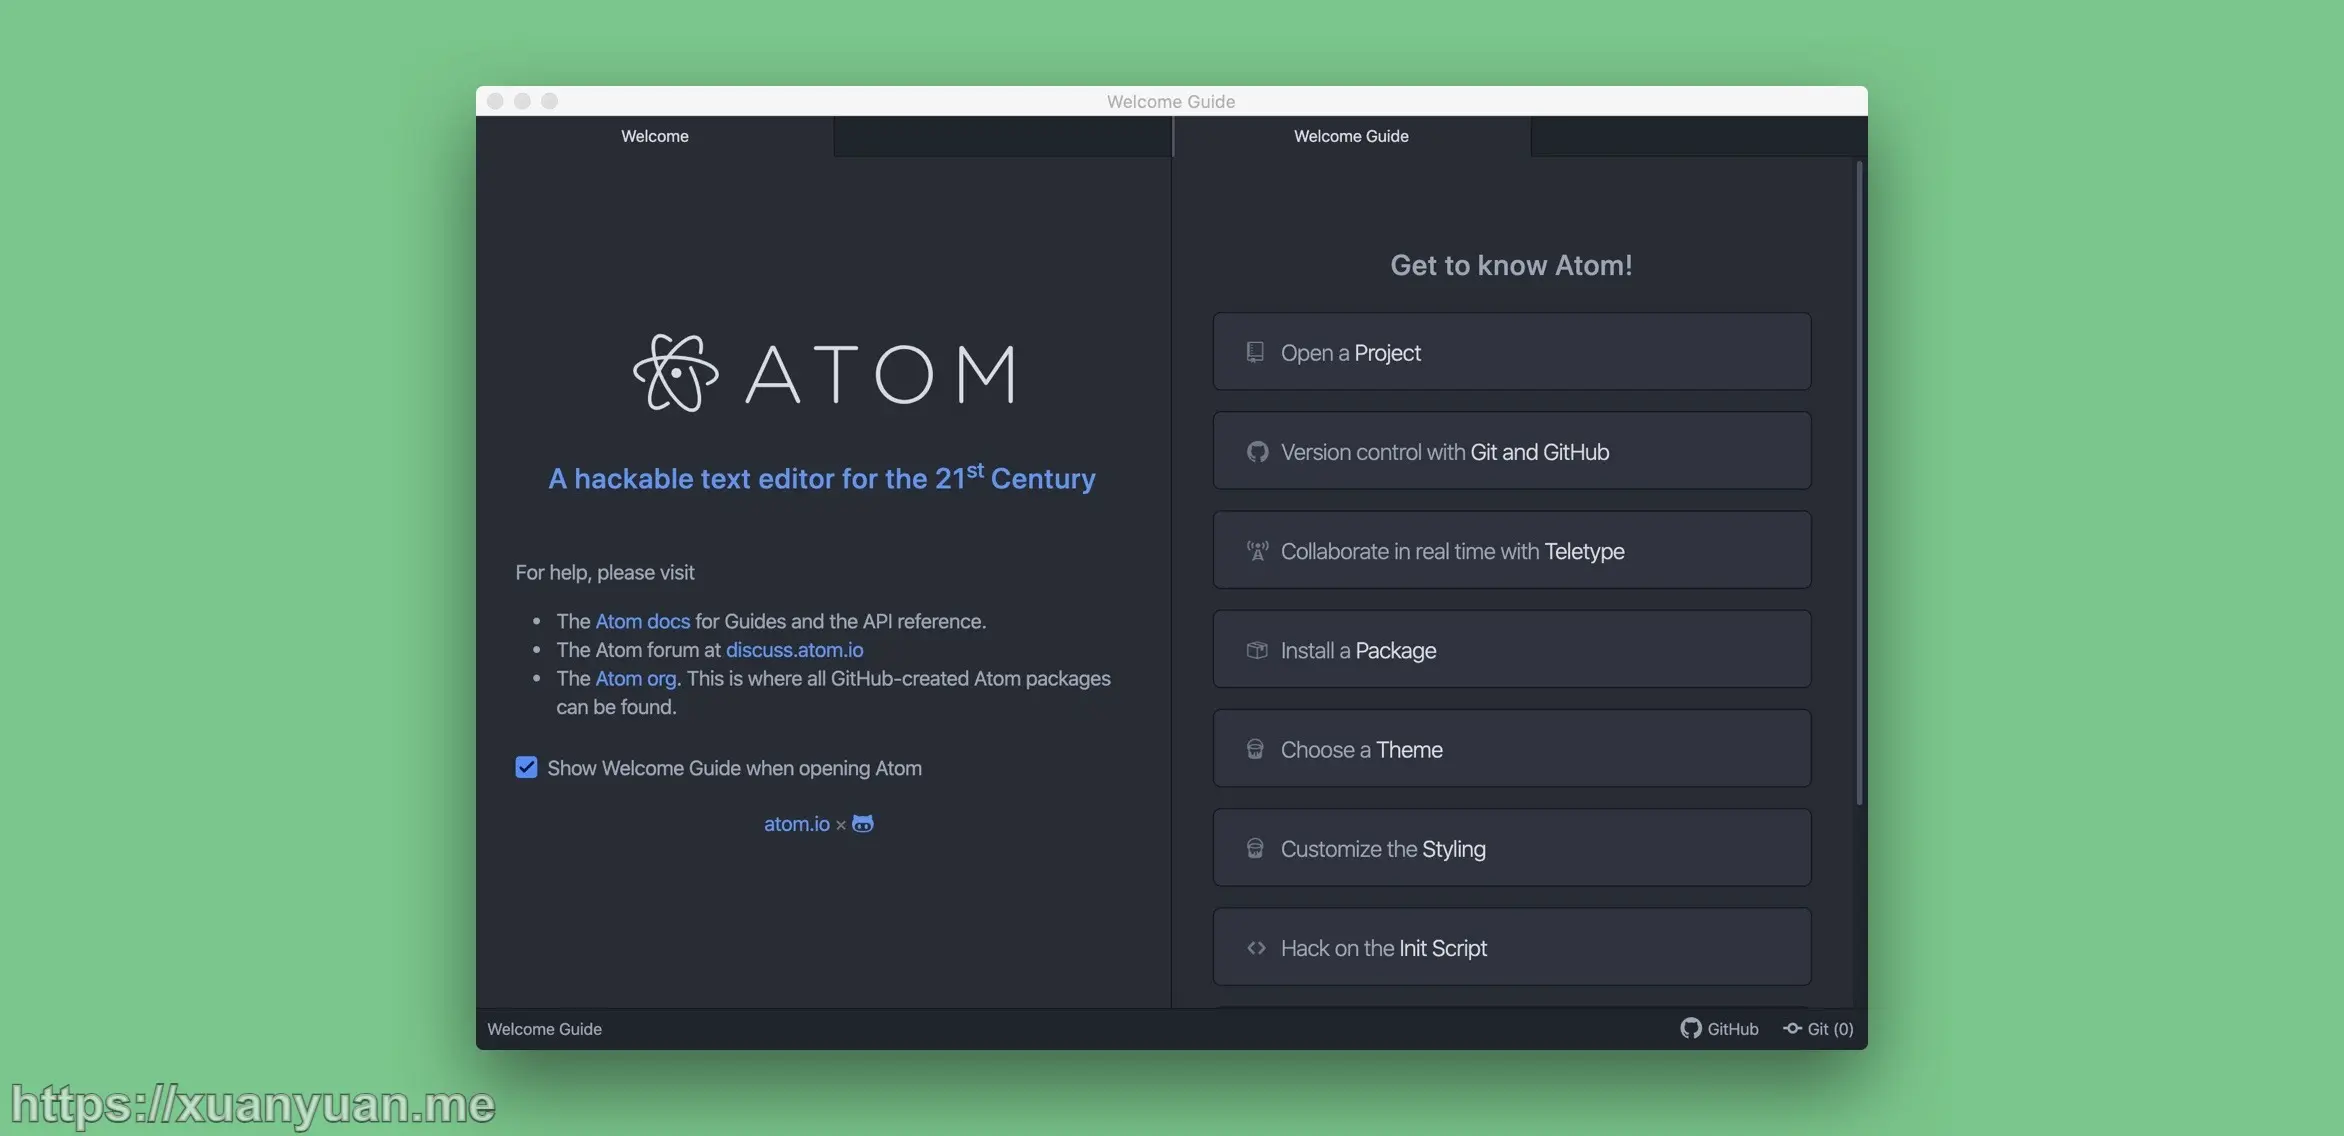 Welcome Guide
Welcome
Welcome Guide
ATOM
A hackable text editor for the 21st Century
For help, please visit
• The Atom docs for Guides and the API reference.
• The Atom forum at discuss.atom.io
• The Atom org. This is where all GitHub-created Atom packages
can be found.
Show Welcome Guide when opening Atom
atom.io ×
Get to know Atom!
Open a Project
Version control with Git and GitHub
Collaborate in real time with Teletype
Install a Package
Choose a Theme
Customize the Styling
Hack on the Init Script
Welcome Guide
GitHub
Git (0)
https://xuanyuan.me